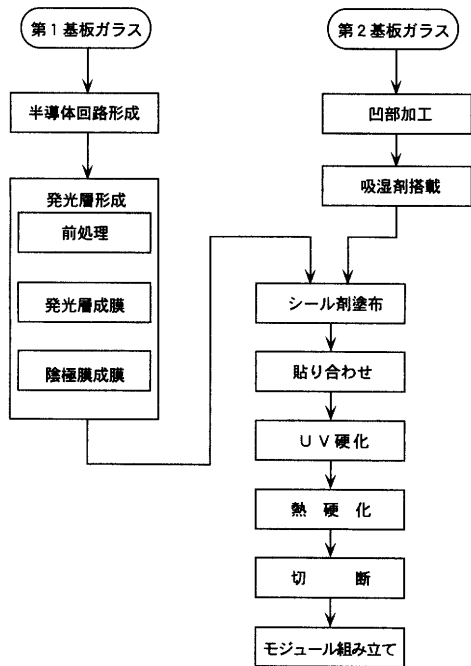 第1基板ガラス
半導体回路形成
発光層形成
前処理
発光層成膜
陰極膜成膜
第2基板ガラス
凹部加工
吸湿剤搭載
シール剤塗布
貼り合わせ
UV硬化
熱硬化
切断
モジュール組み立て